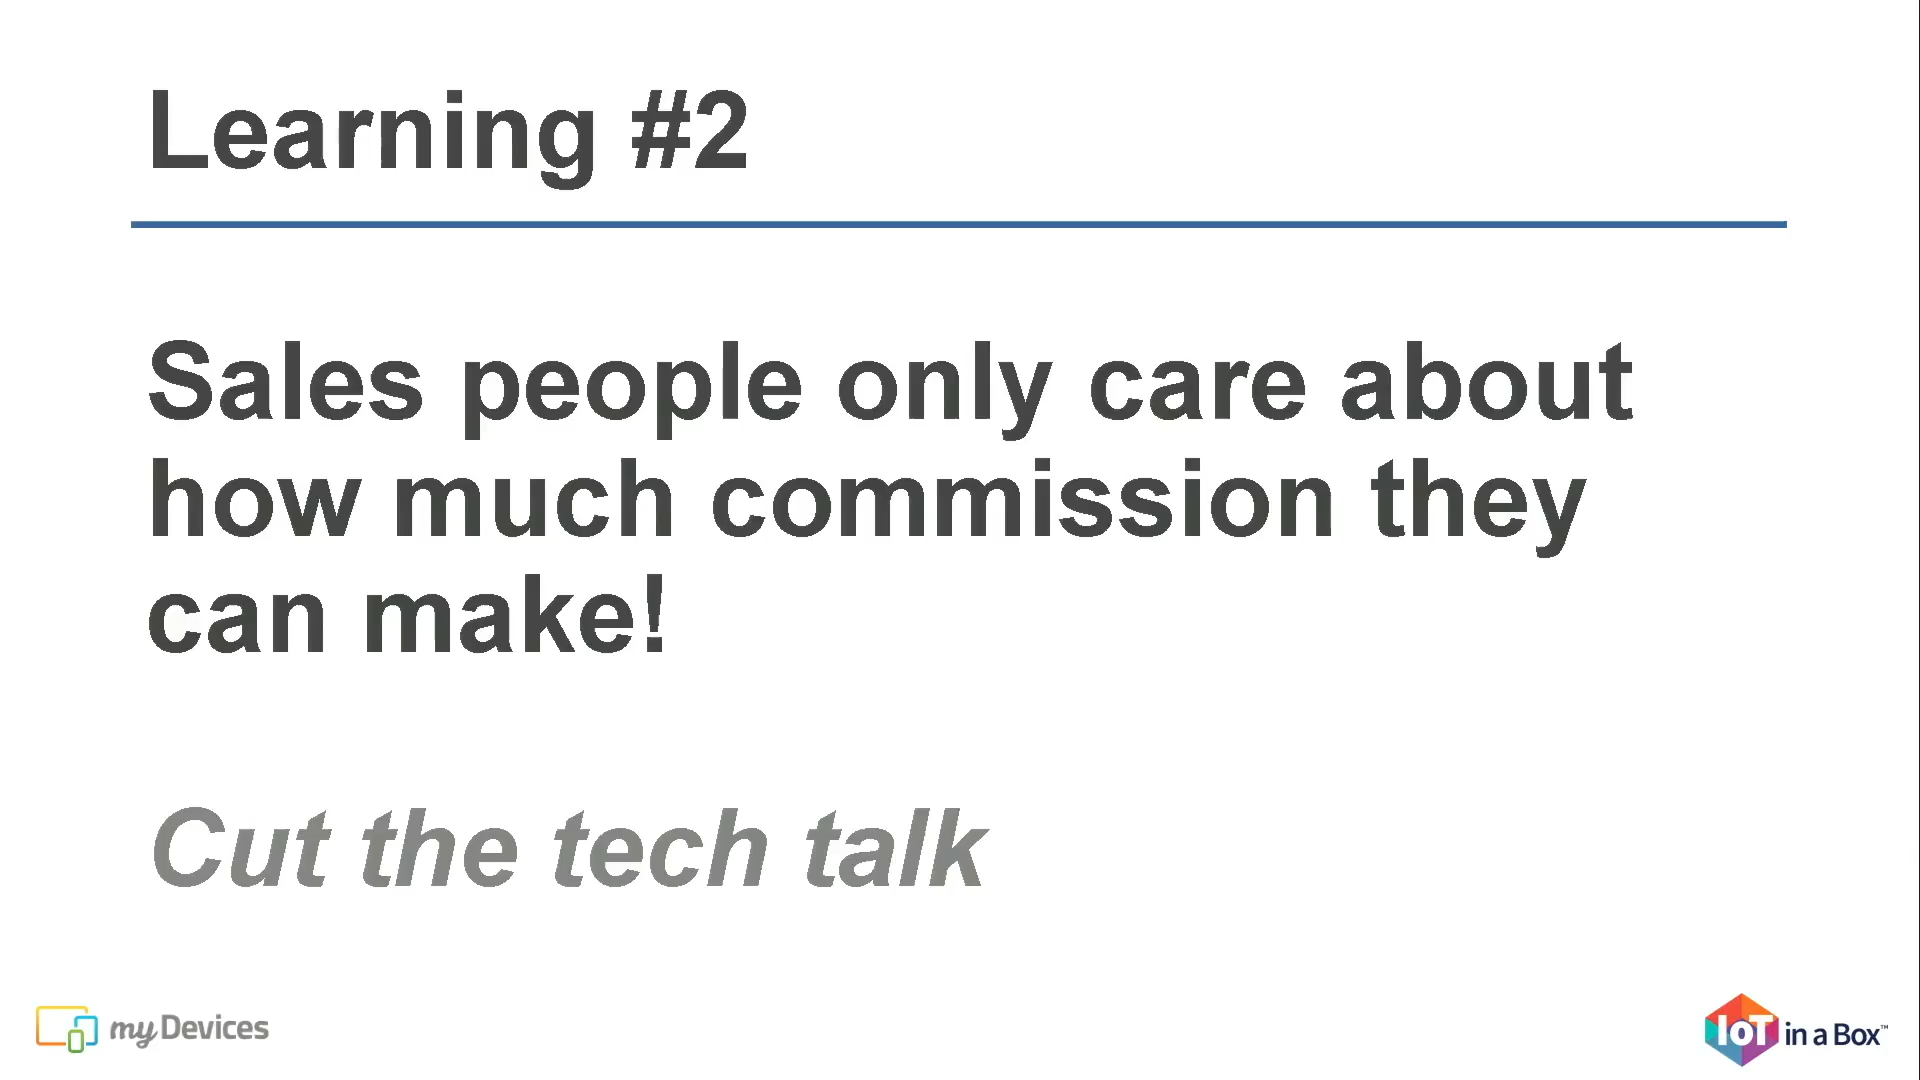 Learning #2
Sales people only care about
how much commission they
can make!
Cut the tech talk
myDevices
IoT in a Box™